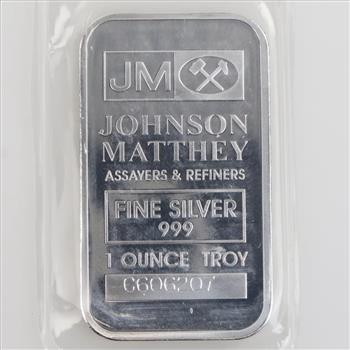 JM
JOHNSON
MATTHEY
ASSAYERS & REFINERS
FINE SILVER
999
1 OUNCE TROY
C606207